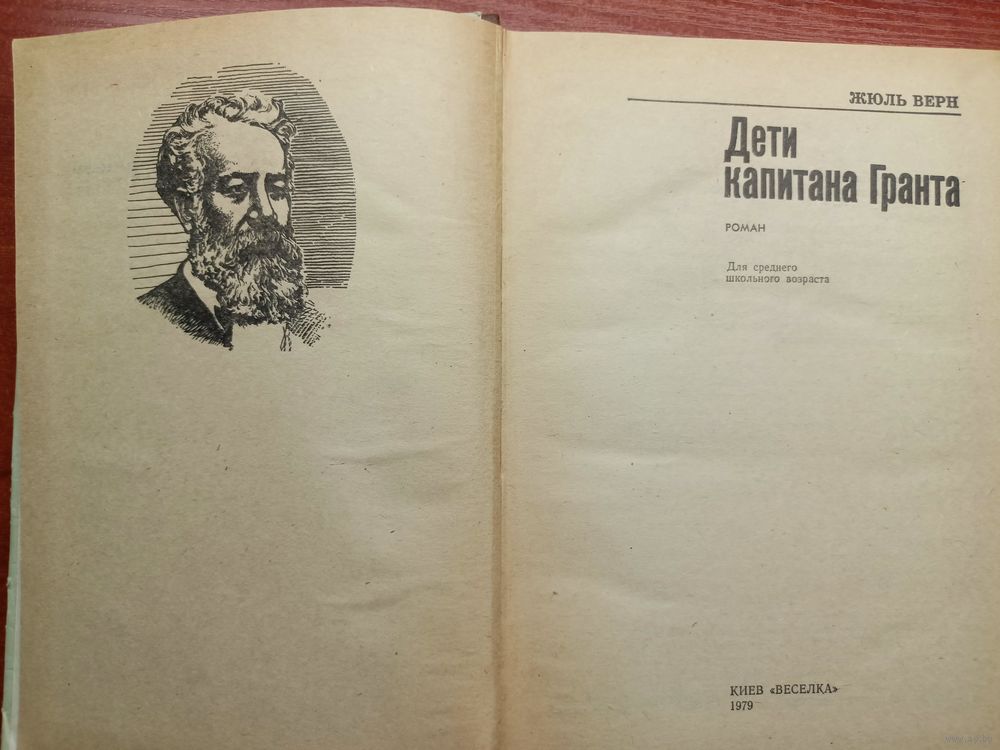 ЖЮЛЬ ВЕРН
Дети
капитана Гранта
РОМАН
Для среднего
школьного возраста
КИЕВ «ВЕСЕЛКА»
1979